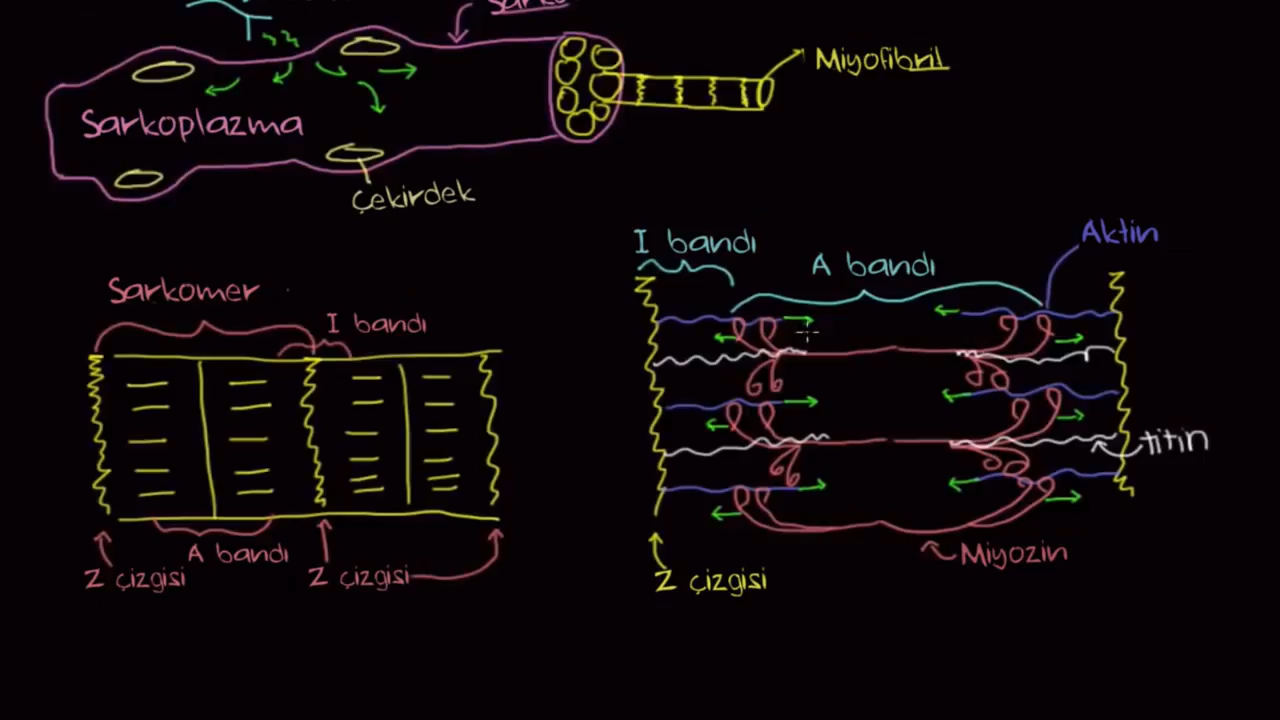 Miyofibril
Sarkoplazma
Çekirdek
I bandı
Aktin
A bandı
Sarkomer
I bandı
titin
A bandı
Miyozin
Z çizgisi
Z çizgisi
Z çizgisi